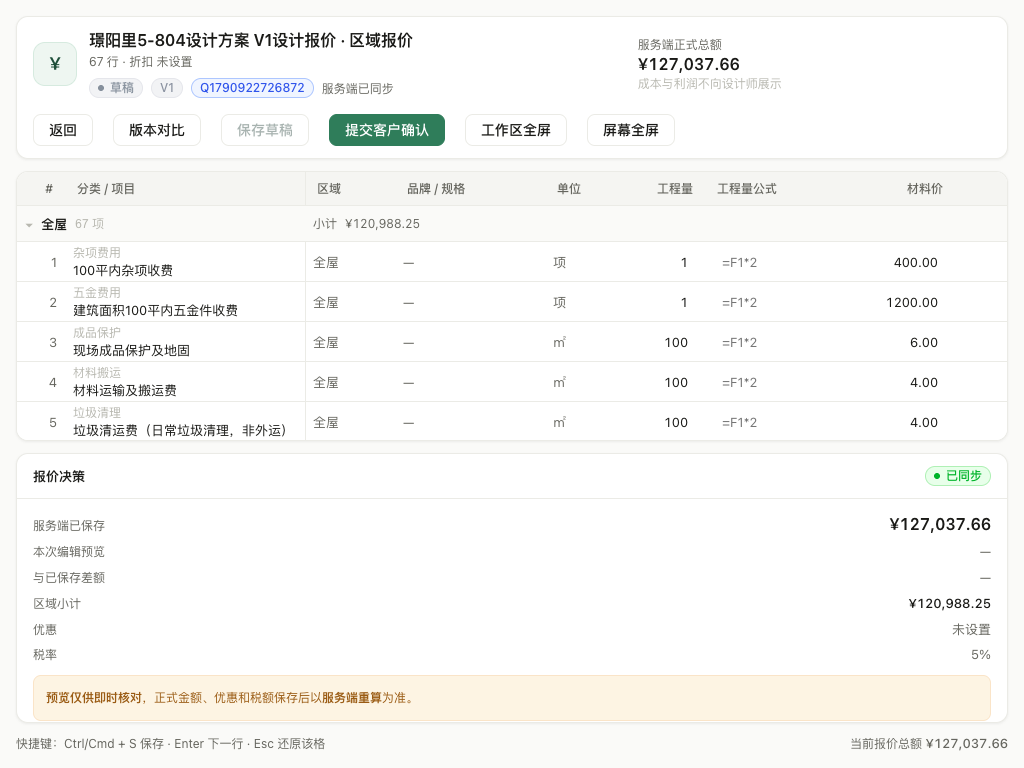 ¥
璟阳里5-804设计方案 V1设计报价 · 区域报价
67 行 · 折扣 未设置
草稿 V1 Q1790922726872 服务端已同步
服务端正式总额
¥127,037.66
成本与利润不向设计师展示
返回 版本对比 保存草稿 提交客户确认 工作区全屏 屏幕全屏
# 分类 / 项目 区域 品牌 / 规格 单位 工程量 工程量公式 材料价
全屋 67 项 小计 ¥120,988.25
杂项费用
1 100平内杂项收费 全屋 — 项 1 =F1*2 400.00
五金费用
2 建筑面积100平内五金件收费 全屋 — 项 1 =F1*2 1200.00
成品保护
3 现场成品保护及地固 全屋 — ㎡ 100 =F1*2 6.00
材料搬运
4 材料运输及搬运费 全屋 — ㎡ 100 =F1*2 4.00
垃圾清理
5 垃圾清运费（日常垃圾清理，非外运） 全屋 — ㎡ 100 =F1*2 4.00
报价决策 已同步
服务端已保存 ¥127,037.66
本次编辑预览 —
与已保存差额 —
区域小计 ¥120,988.25
优惠 未设置
税率 5%
预览仅供即时核对，正式金额、优惠和税额保存后以服务端重算为准。
快捷键：Ctrl/Cmd + S 保存 · Enter 下一行 · Esc 还原该格 当前报价总额 ¥127,037.66